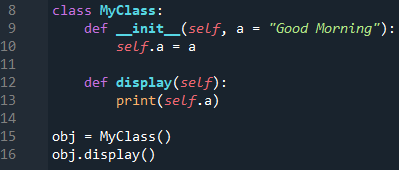 8 class MyClass:
9     def __init__(self, a = "Good Morning"):
10         self.a = a
11
12     def display(self):
13         print(self.a)
14
15 obj = MyClass()
16 obj.display()